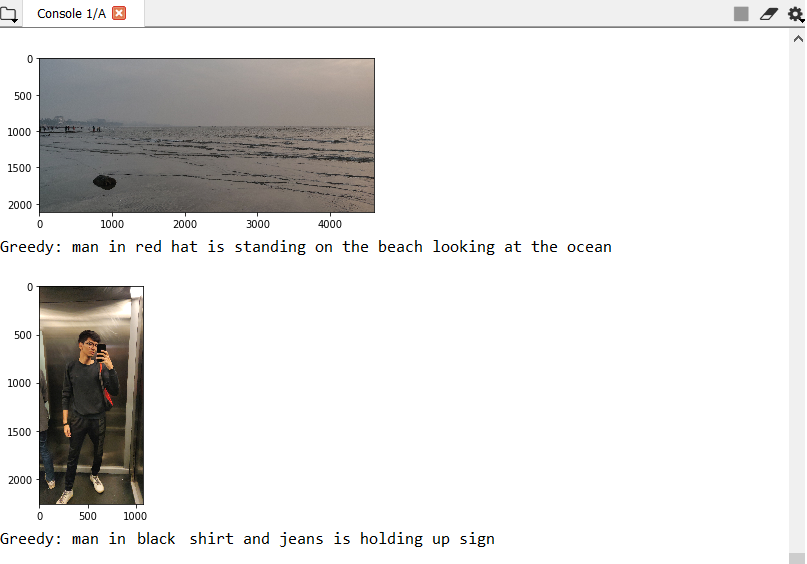 Console 1/A
0
500
1000
1500
2000
0 1000 2000 3000 4000
Greedy: man in red hat is standing on the beach looking at the ocean
0
500
1000
1500
2000
0 500 1000
Greedy: man in black shirt and jeans is holding up sign